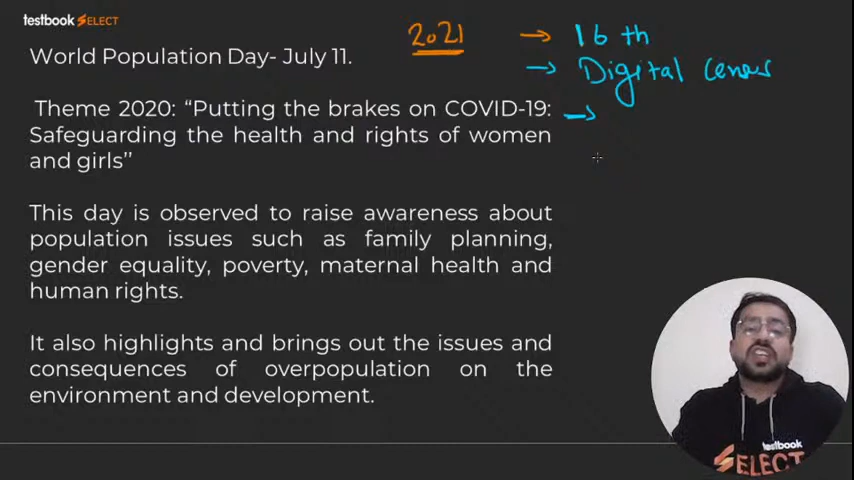 testbook SELECT
2021 → 16 th
World Population Day- July 11.
→ Digital Census
Theme 2020: “Putting the brakes on COVID-19:
Safeguarding the health and rights of women
and girls”
→
This day is observed to raise awareness about
population issues such as family planning,
gender equality, poverty, maternal health and
human rights.
It also highlights and brings out the issues and
consequences of overpopulation on the
environment and development.
testbook
SELECT